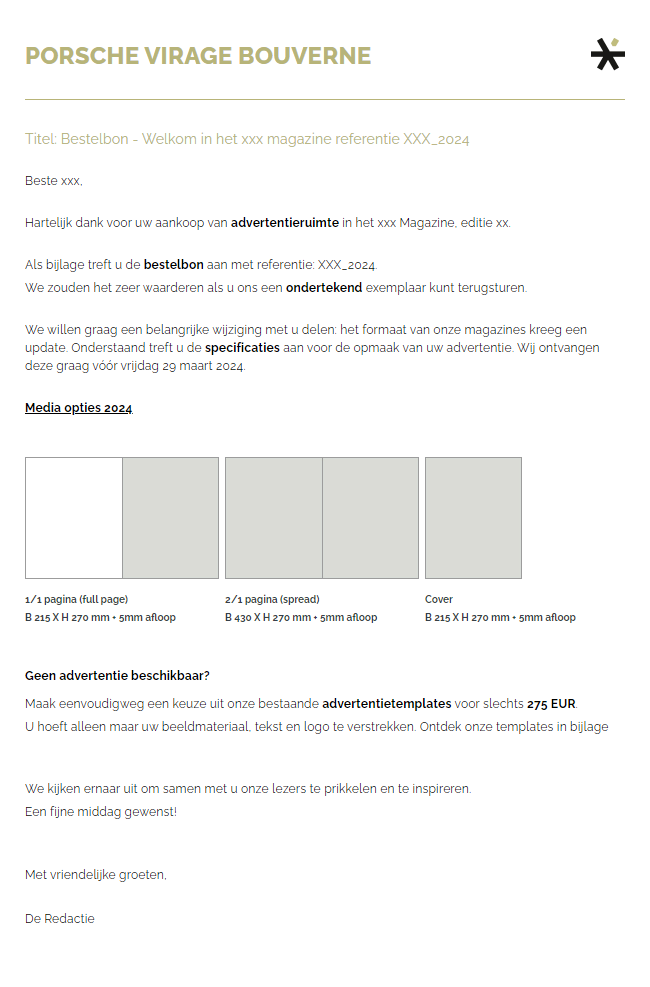 PORSCHE VIRAGE BOUVERNE
Titel: Bestelbon - Welkom in het xxx magazine referentie XXX_2024
Beste xxx,
Hartelijk dank voor uw aankoop van advertentieruimte in het xxx Magazine, editie xx.
Als bijlage treft u de bestelbon aan met referentie: XXX_2024.
We zouden het zeer waarderen als u ons een ondertekend exemplaar kunt terugsturen.
We willen graag een belangrijke wijziging met u delen: het formaat van onze magazines kreeg een
update. Onderstaand treft u de specificaties aan voor de opmaak van uw advertentie. Wij ontvangen
deze graag vóór vrijdag 29 maart 2024.
Media opties 2024
1/1 pagina (full page)
B 215 X H 270 mm + 5mm afloop
2/1 pagina (spread)
B 430 X H 270 mm + 5mm afloop
Cover
B 215 X H 270 mm + 5mm afloop
Geen advertentie beschikbaar?
Maak eenvoudigweg een keuze uit onze bestaande advertentietemplates voor slechts 275 EUR.
U hoeft alleen maar uw beeldmateriaal, tekst en logo te verstrekken. Ontdek onze templates in bijlage
We kijken ernaar uit om samen met u onze lezers te prikkelen en te inspireren.
Een fijne middag gewenst!
Met vriendelijke groeten,
De Redactie